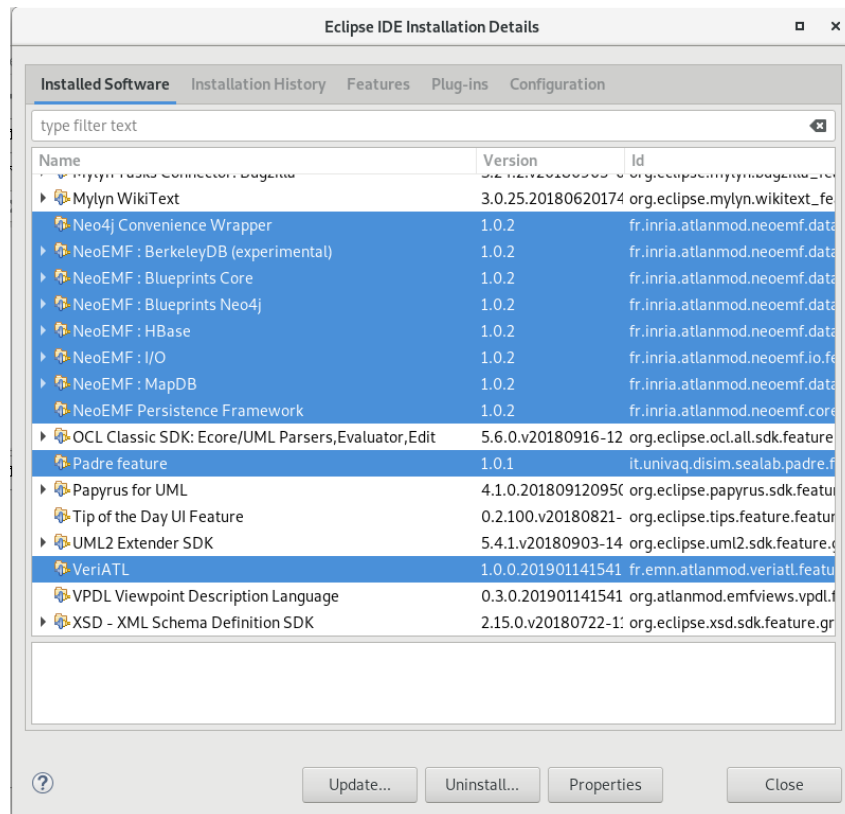 Eclipse IDE Installation Details
Installed Software Installation History Features Plug-ins Configuration
type filter text
Name Version Id
Mylyn Tasks Connector: Bugzilla
Mylyn WikiText 3.0.25.20180620174 org.eclipse.mylyn.wikitext_fe
Neo4j Convenience Wrapper 1.0.2 fr.inria.atlanmod.neoemf.data
NeoEMF : BerkeleyDB (experimental) 1.0.2 fr.inria.atlanmod.neoemf.data
NeoEMF : Blueprints Core 1.0.2 fr.inria.atlanmod.neoemf.data
NeoEMF : Blueprints Neo4j 1.0.2 fr.inria.atlanmod.neoemf.data
NeoEMF : HBase 1.0.2 fr.inria.atlanmod.neoemf.data
NeoEMF : I/O 1.0.2 fr.inria.atlanmod.neoemf.io.fe
NeoEMF : MapDB 1.0.2 fr.inria.atlanmod.neoemf.data
NeoEMF Persistence Framework 1.0.2 fr.inria.atlanmod.neoemf.core
OCL Classic SDK: Ecore/UML Parsers,Evaluator,Edit 5.6.0.v20180916-12 org.eclipse.ocl.all.sdk.feature
Padre feature 1.0.1 it.univaq.disim.sealab.padre.f
Papyrus for UML 4.1.0.201809120950 org.eclipse.papyrus.sdk.featur
Tip of the Day UI Feature 0.2.100.v20180821- org.eclipse.tips.feature.featur
UML2 Extender SDK 5.4.1.v20180903-14 org.eclipse.uml2.sdk.feature.g
VeriATL 1.0.0.201901141541 fr.emn.atlanmod.veriatl.featu
VPDL Viewpoint Description Language 0.3.0.201901141541 org.atlanmod.emfviews.vpdl.f
XSD - XML Schema Definition SDK 2.15.0.v20180722-11 org.eclipse.xsd.sdk.feature.gr
? Update... Uninstall... Properties Close